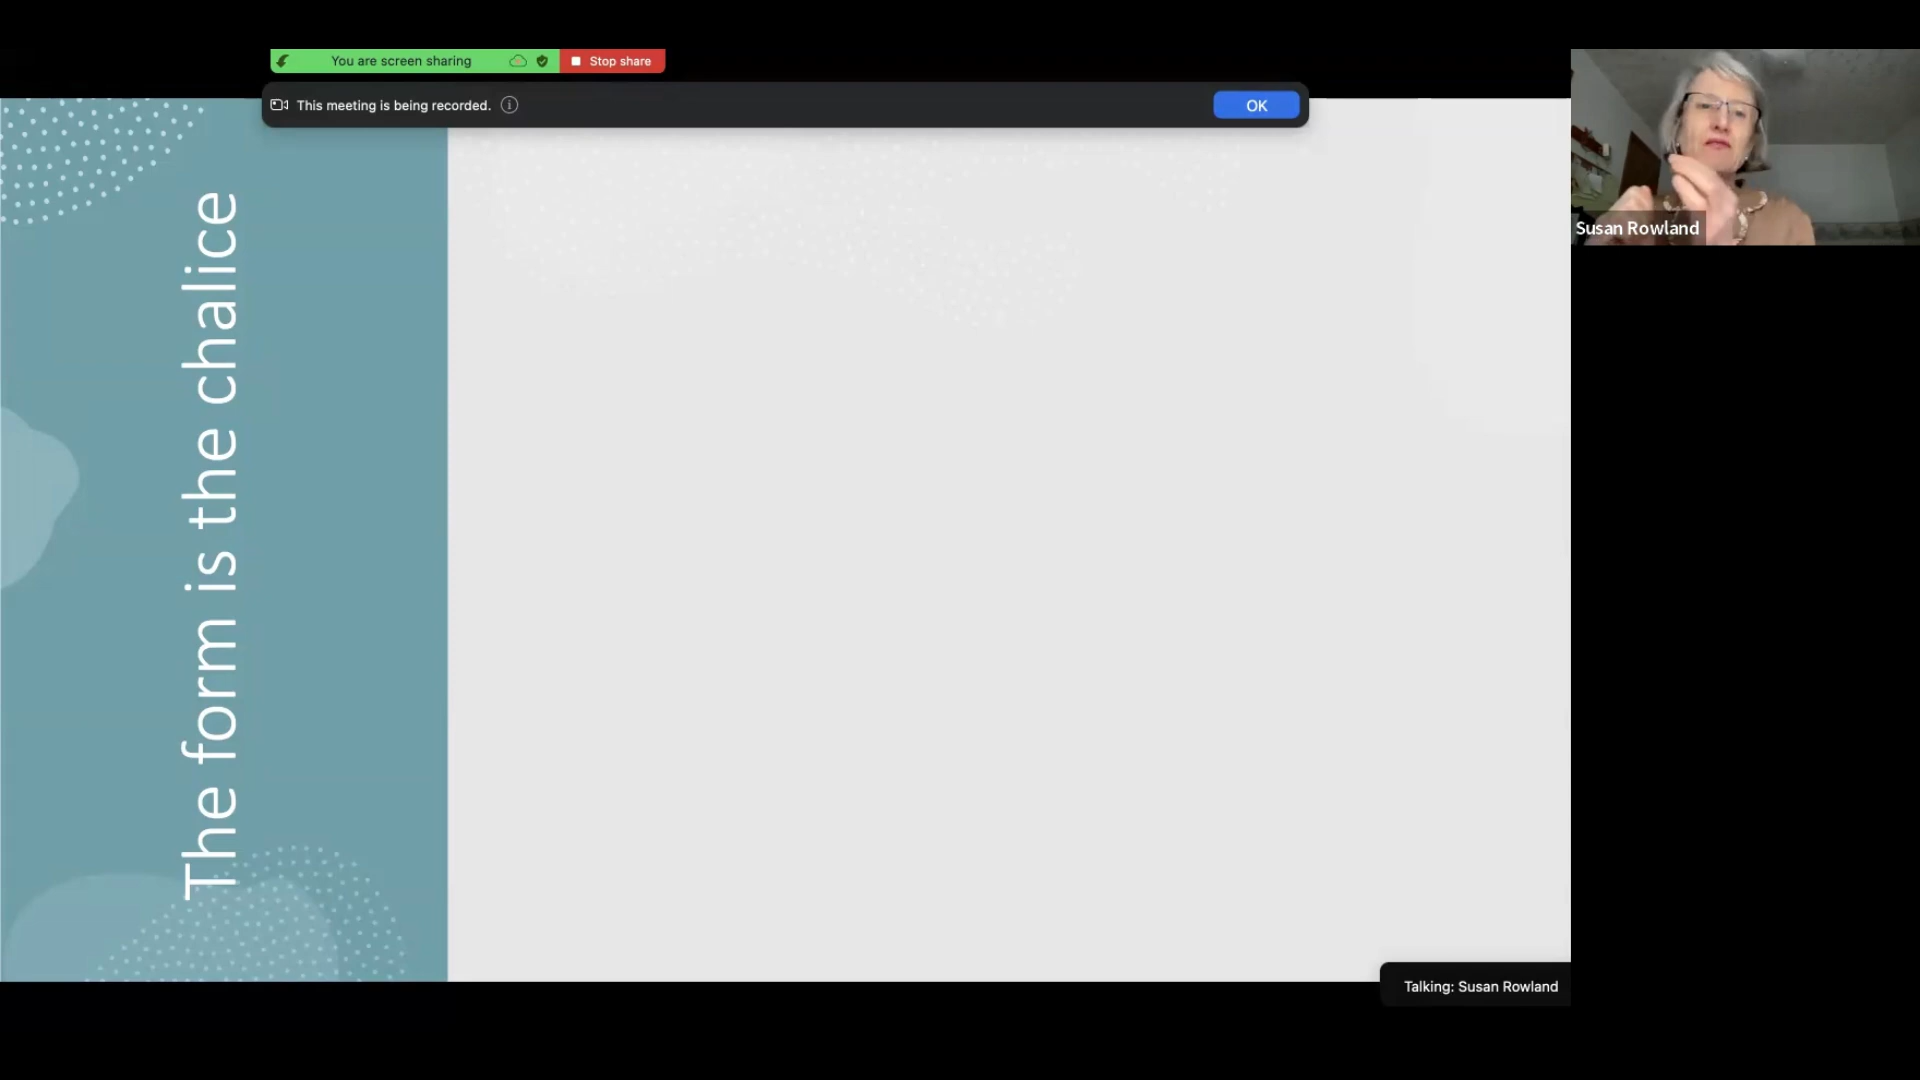 You are screen sharing
Stop share
This meeting is being recorded.
OK
The form is the chalice
Susan Rowland
Talking: Susan Rowland